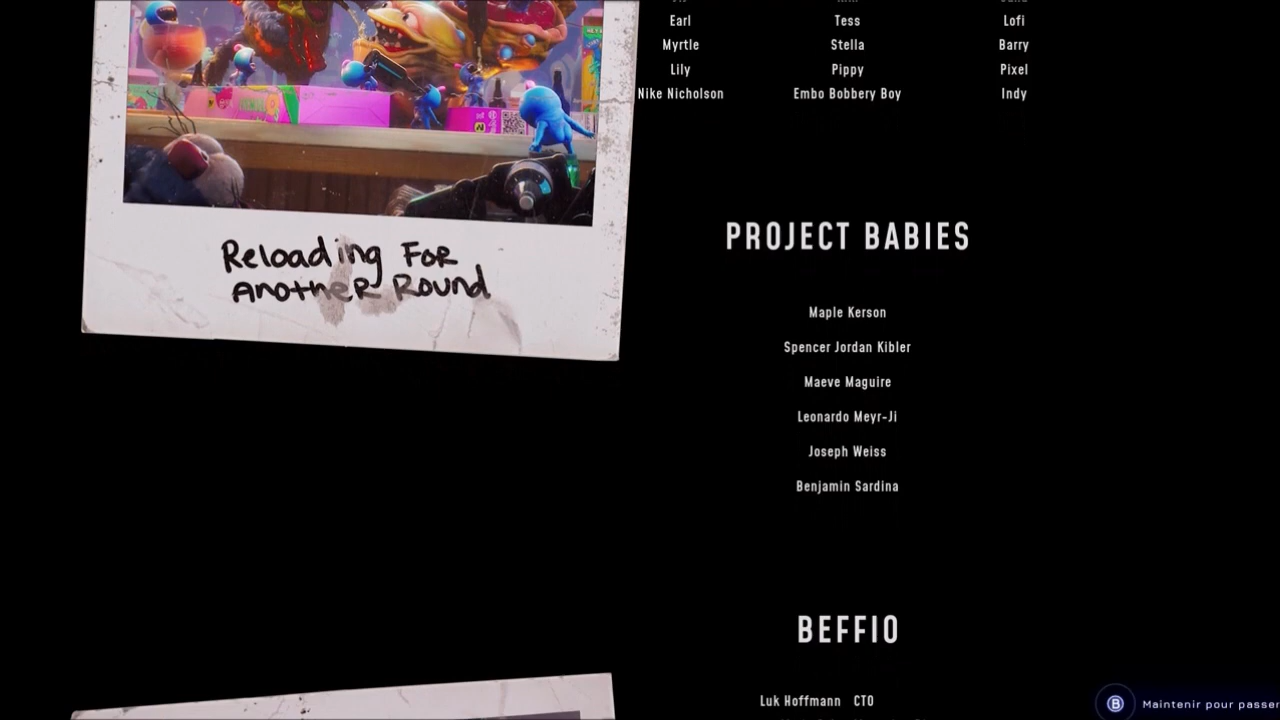 Earl Tess Lofi
Myrtle Stella Barry
Lily Pippy Pixel
Nike Nicholson Embo Bobbery Boy Indy
Reloading For
Another Round
PROJECT BABIES
Maple Kerson
Spencer Jordan Kibler
Maeve Maguire
Leonardo Meyr-Ji
Joseph Weiss
Benjamin Sardina
BEFFIO
Luk Hoffmann CTO
B Maintenir pour passer